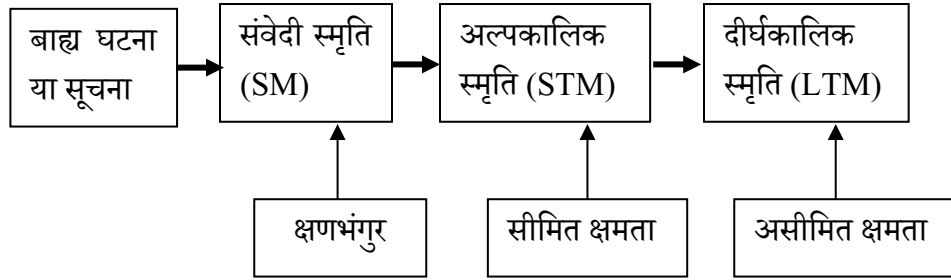 बाह्य घटना
या सूचना
संवेदी स्मृति
(SM)
अल्पकालिक
स्मृति (STM)
दीर्घकालिक
स्मृति (LTM)
क्षणभंगुर
सीमित क्षमता
असीमित क्षमता